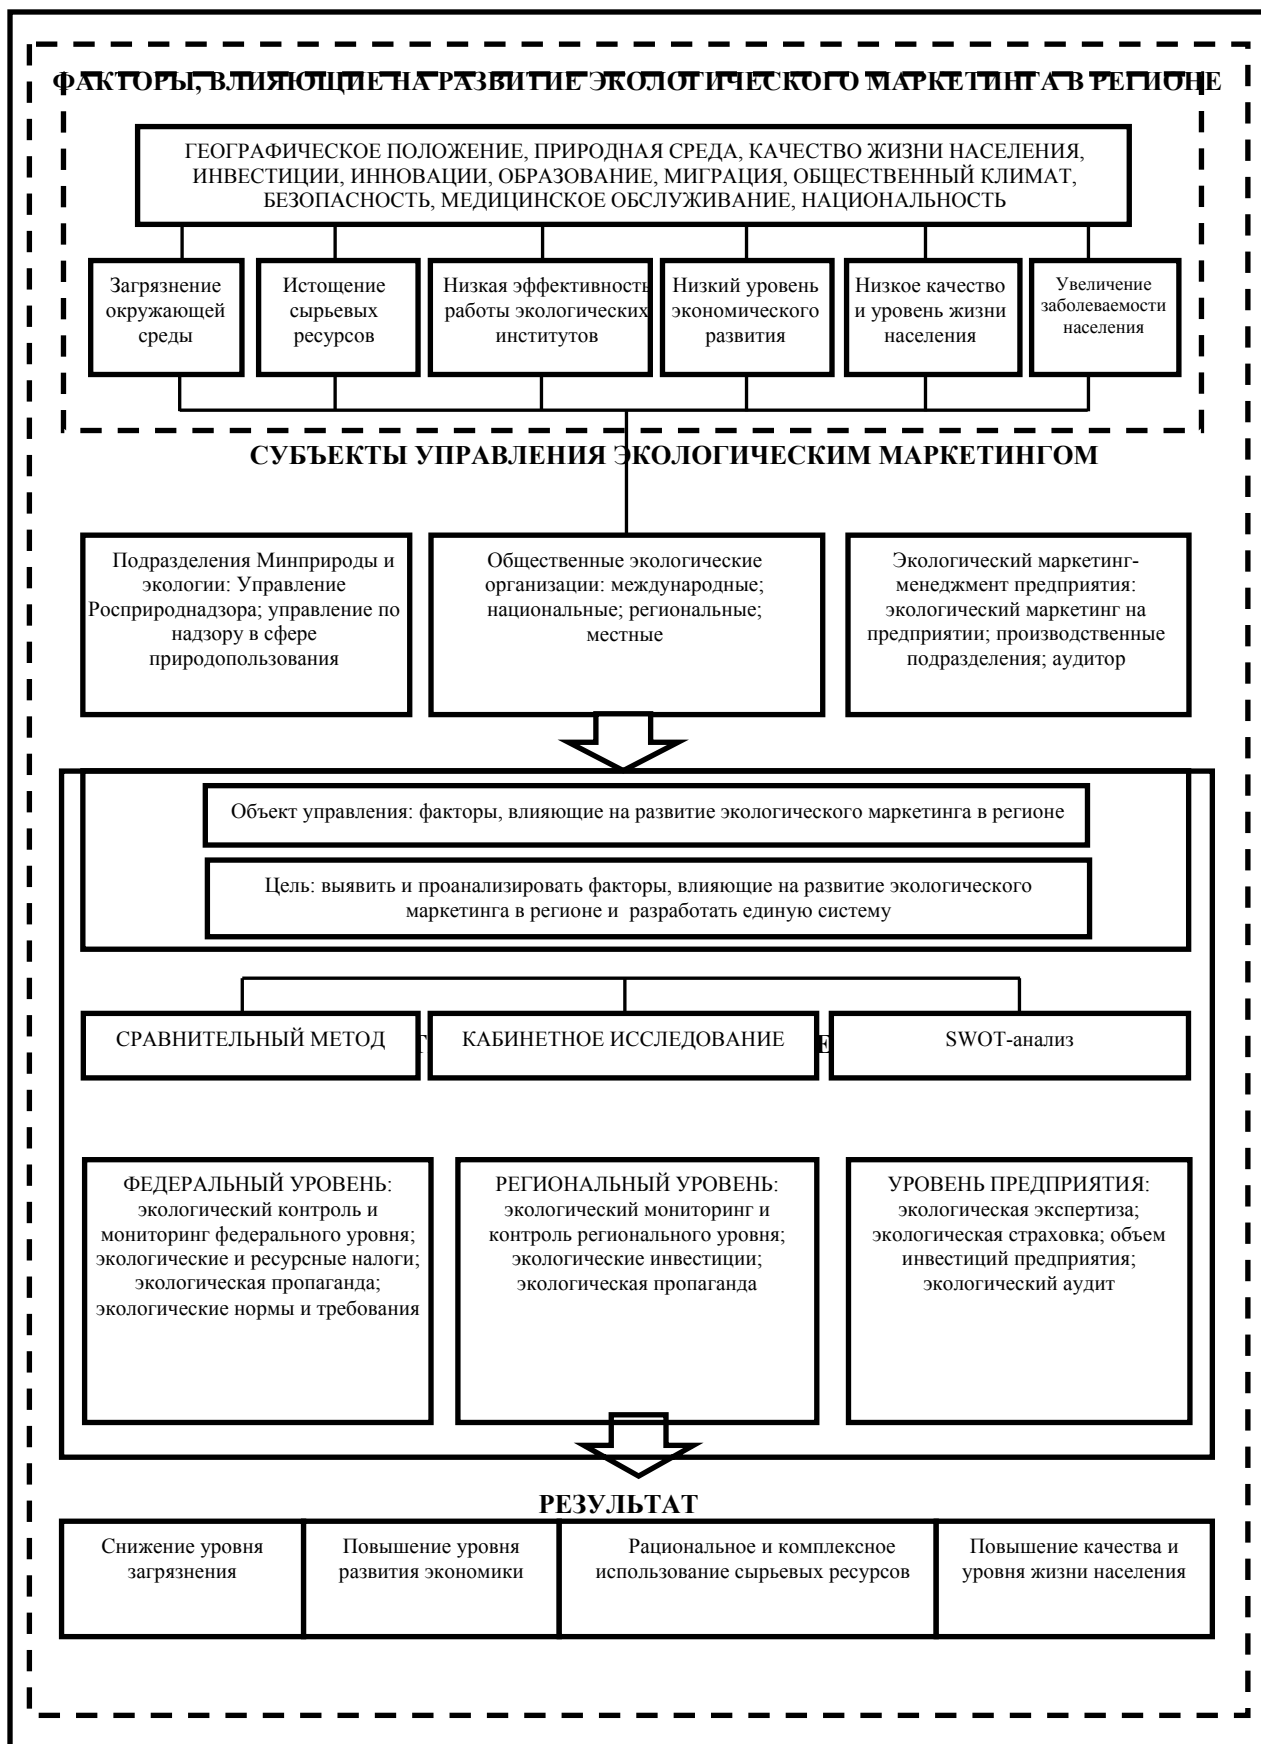 ФАКТОРЫ, ВЛИЯЮЩИЕ НА РАЗВИТИЕ ЭКОЛОГИЧЕСКОГО МАРКЕТИНГА В РЕГИОНЕ
ГЕОГРАФИЧЕСКОЕ ПОЛОЖЕНИЕ, ПРИРОДНАЯ СРЕДА, КАЧЕСТВО ЖИЗНИ НАСЕЛЕНИЯ,
ИНВЕСТИЦИИ, ИННОВАЦИИ, ОБРАЗОВАНИЕ, МИГРАЦИЯ, ОБЩЕСТВЕННЫЙ КЛИМАТ,
БЕЗОПАСНОСТЬ, МЕДИЦИНСКОЕ ОБСЛУЖИВАНИЕ, НАЦИОНАЛЬНОСТЬ
Загрязнение
окружающей
среды
Истощение
сырьевых
ресурсов
Низкая эффективность
работы экологических
институтов
Низкий уровень
экономического
развития
Низкое качество
и уровень жизни
населения
Увеличение
заболеваемости
населения
СУБЪЕКТЫ УПРАВЛЕНИЯ ЭКОЛОГИЧЕСКИМ МАРКЕТИНГОМ
Подразделения Минприроды и
экологии: Управление
Росприроднадзора; управление по
надзору в сфере
природопользования
Общественные экологические
организации: международные;
национальные; региональные;
местные
Экологический маркетинг-
менеджмент предприятия:
экологический маркетинг на
предприятии; производственные
подразделения; аудитор
Объект управления: факторы, влияющие на развитие экологического маркетинга в регионе
Цель: выявить и проанализировать факторы, влияющие на развитие экологического
маркетинга в регионе и разработать единую систему
СРАВНИТЕЛЬНЫЙ МЕТОД
КАБИНЕТНОЕ ИССЛЕДОВАНИЕ
SWOT-анализ
ФЕДЕРАЛЬНЫЙ УРОВЕНЬ:
экологический контроль и
мониторинг федерального уровня;
экологические и ресурсные налоги;
экологическая пропаганда;
экологические нормы и требования
РЕГИОНАЛЬНЫЙ УРОВЕНЬ:
экологический мониторинг и
контроль регионального уровня;
экологические инвестиции;
экологическая пропаганда
УРОВЕНЬ ПРЕДПРИЯТИЯ:
экологическая экспертиза;
экологическая страховка; объем
инвестиций предприятия;
экологический аудит
РЕЗУЛЬТАТ
Снижение уровня
загрязнения
Повышение уровня
развития экономики
Рациональное и комплексное
использование сырьевых ресурсов
Повышение качества и
уровня жизни населения